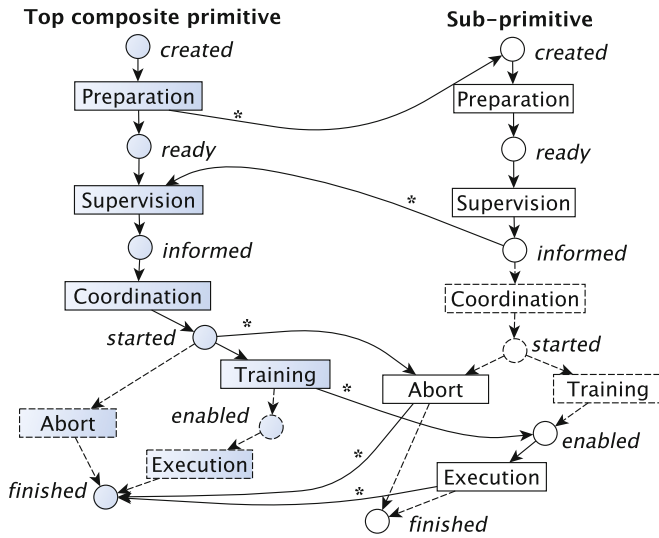 Top composite primitive
Sub-primitive
created
created
Preparation
Preparation
*
ready
ready
Supervision
Supervision
*
informed
informed
Coordination
Coordination
started
*
started
Training
Abort
Training
*
Abort
enabled
enabled
Execution
*
Execution
finished
*
finished